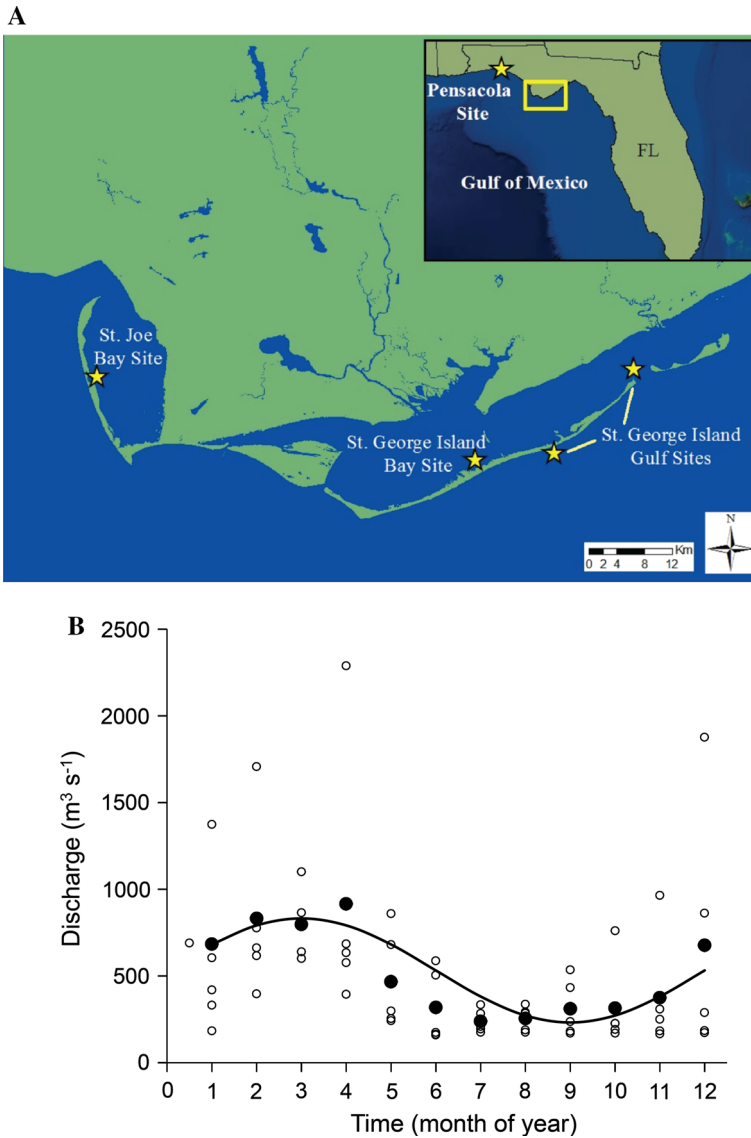 A
Pensacola
Site
FL
Gulf of Mexico
St. Joe
Bay Site
St. George Island
Bay Site
St. George Island
Gulf Sites
N
Km
0 2 4 8 12
B
2500
2000
1500
1000
500
0
Discharge (m³ s⁻¹)
0 1 2 3 4 5 6 7 8 9 10 11 12
Time (month of year)